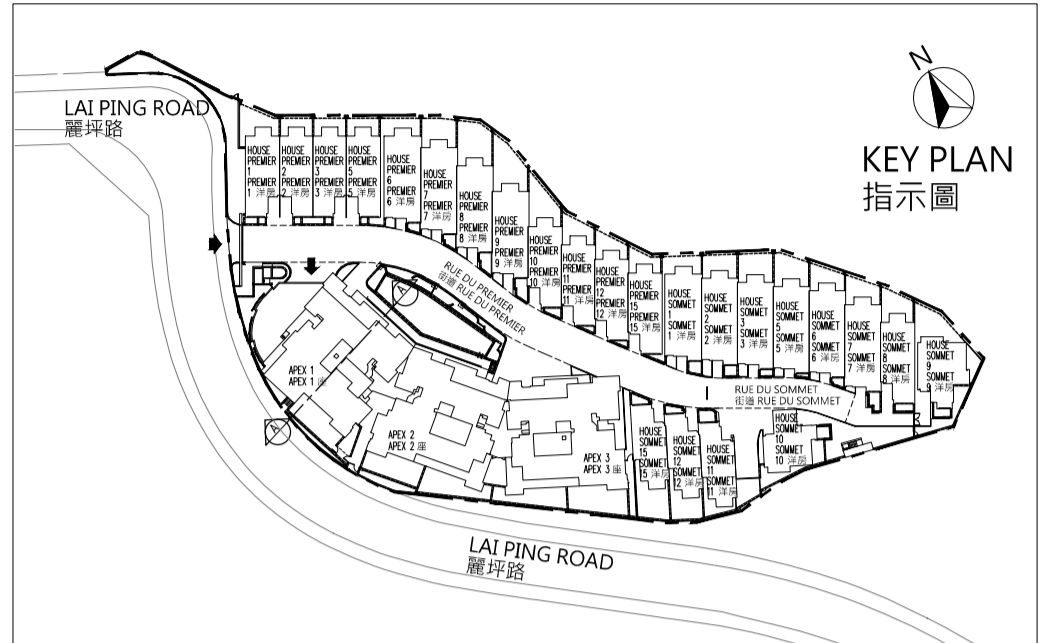 LAI PING ROAD
麗坪路
N
KEY PLAN
指示圖
HOUSE
PREMIER
1
PREMIER
1 洋房
HOUSE
PREMIER
2
PREMIER
2 洋房
HOUSE
PREMIER
3
PREMIER
3 洋房
HOUSE
PREMIER
5
PREMIER
5 洋房
HOUSE
PREMIER
6
PREMIER
6 洋房
HOUSE
PREMIER
7
PREMIER
7 洋房
HOUSE
PREMIER
8
PREMIER
8 洋房
HOUSE
PREMIER
9
PREMIER
9 洋房
HOUSE
PREMIER
10
PREMIER
10 洋房
HOUSE
PREMIER
11
PREMIER
11 洋房
HOUSE
PREMIER
12
PREMIER
12 洋房
HOUSE
PREMIER
15
PREMIER
15 洋房
HOUSE
SOMMET
1
SOMMET
1 洋房
HOUSE
SOMMET
2
SOMMET
2 洋房
HOUSE
SOMMET
3
SOMMET
3 洋房
HOUSE
SOMMET
5
SOMMET
5 洋房
HOUSE
SOMMET
6
SOMMET
6 洋房
HOUSE
SOMMET
7
SOMMET
7 洋房
HOUSE
SOMMET
8
SOMMET
8 洋房
HOUSE
SOMMET
9
SOMMET
9 洋房
RUE DU PREMIER
街道 RUE DU PREMIER
A
RUE DU SOMMET
街道 RUE DU SOMMET
APEX 1
APEX 1 座
A
APEX 2
APEX 2 座
APEX 3
APEX 3 座
HOUSE
SOMMET
15
SOMMET
15 洋房
HOUSE
SOMMET
12
SOMMET
12 洋房
HOUSE
SOMMET
11
SOMMET
11 洋房
HOUSE
SOMMET
10
SOMMET
10 洋房
LAI PING ROAD
麗坪路